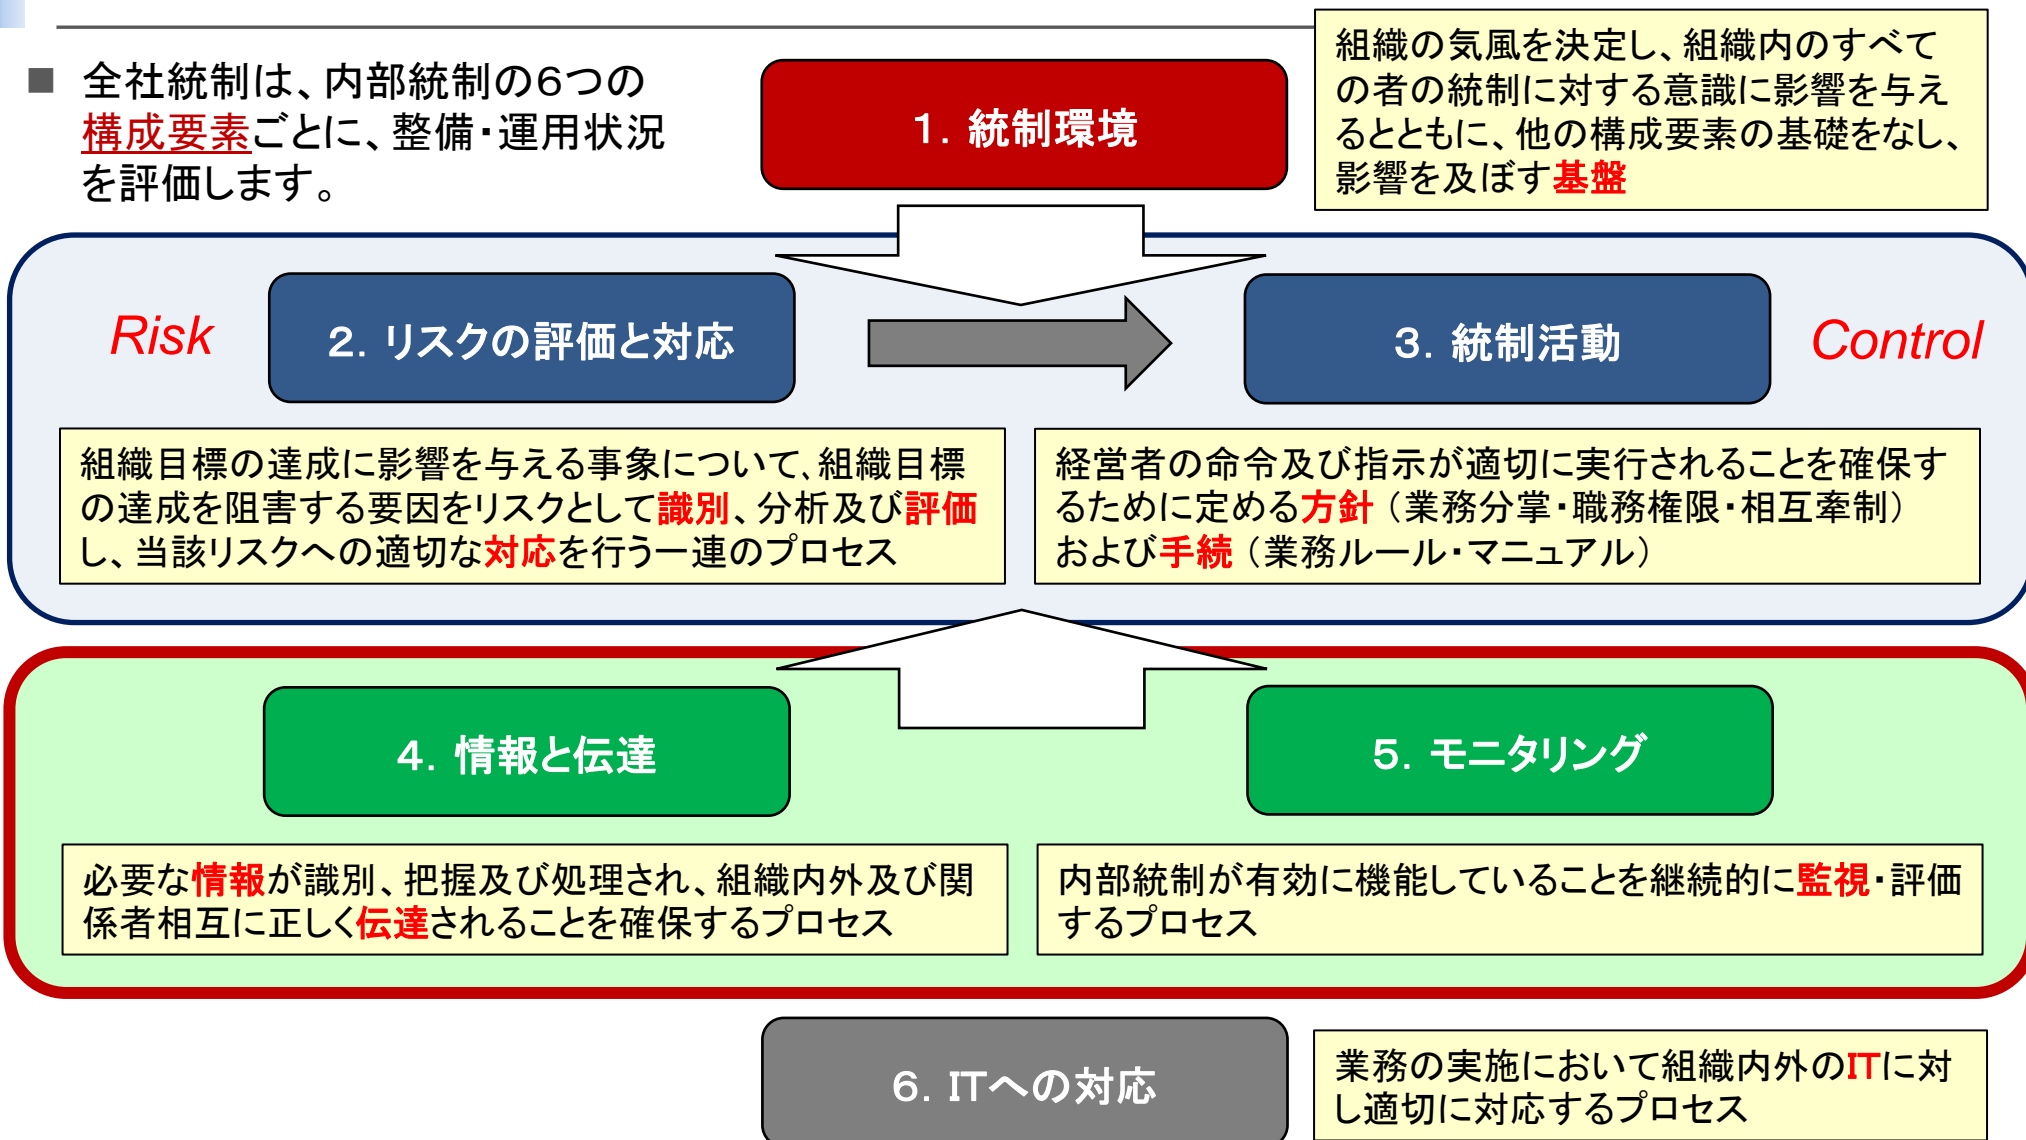 ■ 全社統制は、内部統制の6つの
構成要素ごとに、整備・運用状況
を評価します。
1. 統制環境
組織の気風を決定し、組織内のすべて
の者の統制に対する意識に影響を与え
るとともに、他の構成要素の基礎をなし、
影響を及ぼす基盤
Risk
2. リスクの評価と対応
3. 統制活動
Control
組織目標の達成に影響を与える事象について、組織目標
の達成を阻害する要因をリスクとして識別、分析及び評価
し、当該リスクへの適切な対応を行う一連のプロセス
経営者の命令及び指示が適切に実行されることを確保す
るために定める方針（業務分掌・職務権限・相互牽制）
および手続（業務ルール・マニュアル）
4. 情報と伝達
5. モニタリング
必要な情報が識別、把握及び処理され、組織内外及び関
係者相互に正しく伝達されることを確保するプロセス
内部統制が有効に機能していることを継続的に監視・評価
するプロセス
6. ITへの対応
業務の実施において組織内外のITに対
し適切に対応するプロセス